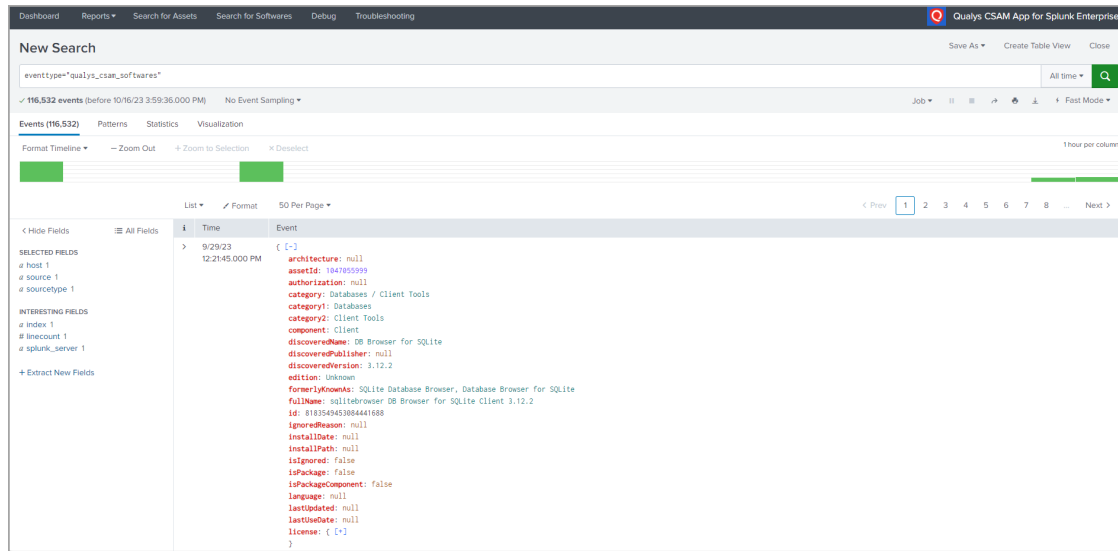 Dashboard Reports ▾ Search for Assets Search for Softwares Debug Troubleshooting Qualys CSAM App for Splunk Enterprise
New Search Save As ▾ Create Table View Close
eventtype="qualys_csam_softwares" All time ▾
✓ 116,532 events (before 10/16/23 3:59:36.000 PM) No Event Sampling ▾ Job ▾ Fast Mode ▾
Events (116,532) Patterns Statistics Visualization
Format Timeline ▾ — Zoom Out + Zoom to Selection × Deselect 1 hour per column
List ▾ Format 50 Per Page ▾ < Prev 1 2 3 4 5 6 7 8 ... Next >
< Hide Fields All Fields i Time Event
SELECTED FIELDS
a host 1
a source 1
a sourcetype 1
INTERESTING FIELDS
a index 1
# linecount 1
a splunk_server 1
+ Extract New Fields
> 9/29/23
12:21:45.000 PM
{ [-]
architecture: null
assetId: 1047055999
authorization: null
category: Databases / Client Tools
category1: Databases
category2: Client Tools
component: Client
discoveredName: DB Browser for SQLite
discoveredPublisher: null
discoveredVersion: 3.12.2
edition: Unknown
formerlyKnownAs: SQLite Database Browser, Database Browser for SQLite
fullName: sqlitebrowser DB Browser for SQLite Client 3.12.2
id: 8183549453084441688
ignoredReason: null
installDate: null
installPath: null
isIgnored: false
isPackage: false
isPackageComponent: false
language: null
lastUpdated: null
lastUseDate: null
license: { [+]
}